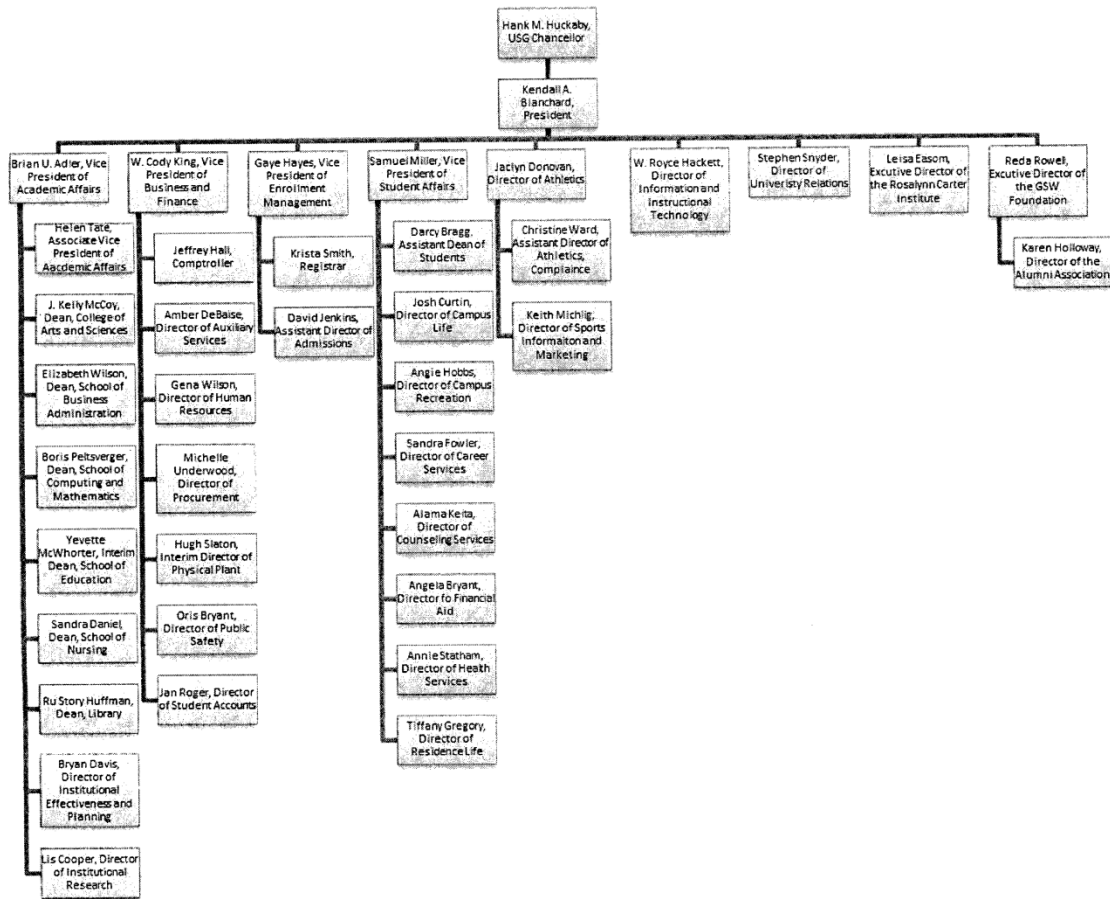 Hank M. Huckaby,
USG Chancellor
Kendall A.
Blanchard,
President
Brian U. Adler, Vice
President of
Academic Affairs
Helen Tate,
Associate Vice
President of
Aacdemic Affairs
J. Kelly McCoy,
Dean, College of
Arts and Sciences
Elizabeth Wilson,
Dean, School of
Business
Administration
Boris Peltsverger,
Dean, School of
Computing and
Mathematics
Yevette
McWhorter, Interim
Dean, School of
Education
Sandra Daniel,
Dean, School of
Nursing
Ru Story Huffman,
Dean, Library
Bryan Davis,
Director of
Institutional
Effectiveness and
Planning
Lis Cooper, Director
of Institutional
Research
W. Cody King, Vice
President of
Business and
Finance
Jeffrey Hall,
Comptroller
Amber DeBaise,
Director of Auxiliary
Services
Gena Wilson,
Director of Human
Resources
Michelle
Underwood,
Director of
Procurement
Hugh Slaton,
Interim Director of
Physical Plant
Oris Bryant,
Director of Public
Safety
Jan Roger, Director
of Student Accounts
Gaye Hayes, Vice
President of
Enrollment
Management
Krista Smith,
Registrar
David Jenkins,
Assistant Director of
Admissions
Samuel Miller, Vice
President of
Student Affairs
Darcy Bragg,
Assistant Dean of
Students
Josh Curtin,
Director of Campus
Life
Angie Hobbs,
Director of Campus
Recreation
Sandra Fowler,
Director of Career
Services
Alama Keita,
Director of
Counseling Services
Angela Bryant,
Director fo Financial
Aid
Annie Statham,
Director of Health
Services
Tiffany Gregory,
Director of
Residence Life
Jaclyn Donovan,
Director of Athletics
Christine Ward,
Assistant Director of
Athletics,
Complaince
Keith Michlig,
Director of Sports
Informaiton and
Marketing
W. Royce Hackett,
Director of
Information and
Instructional
Technology
Stephen Snyder,
Director of
Univeristy Relations
Leisa Easom,
Excutive Director of
the Rosalynn Carter
Institute
Reda Rowell,
Excutive Director of
the GSW
Foundation
Karen Holloway,
Director of the
Alumni Association